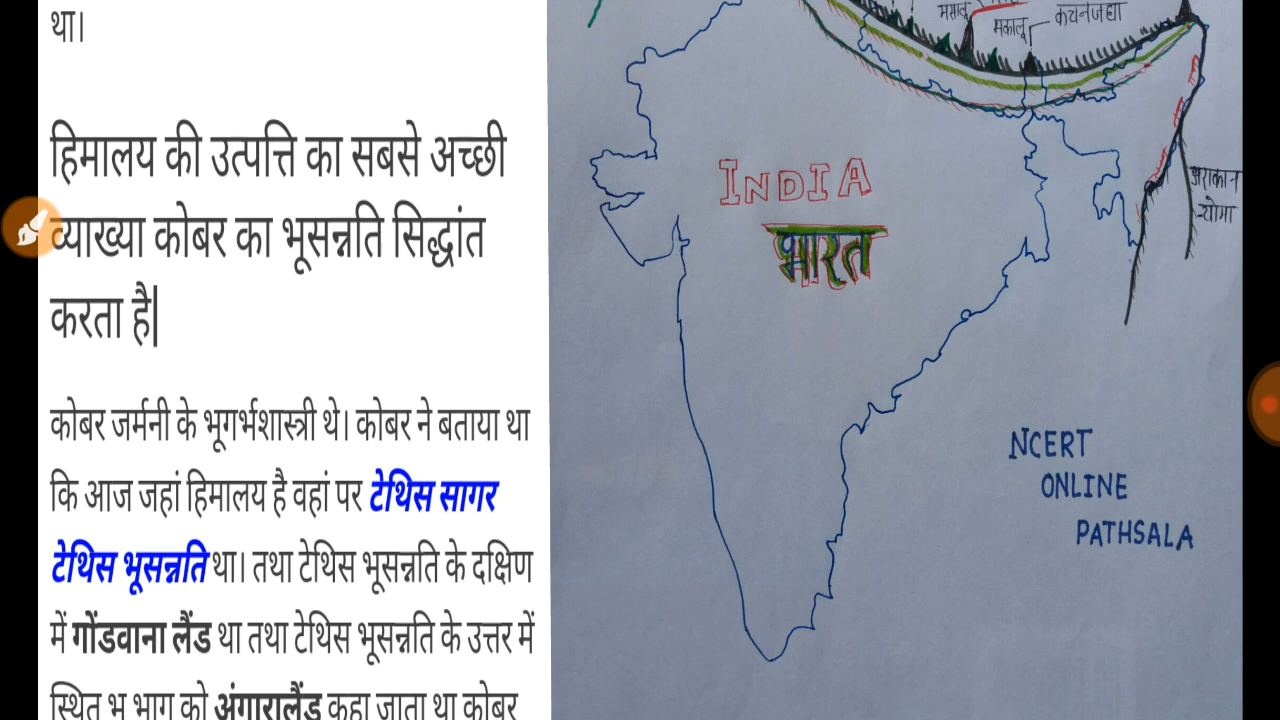 था।
हिमालय की उत्पत्ति का सबसे अच्छी
व्याख्या कोबर का भूसन्नति सिद्धांत
करता है|
कोबर जर्मनी के भूगर्भशास्त्री थे। कोबर ने बताया था
कि आज जहां हिमालय है वहां पर टेथिस सागर
टेथिस भूसन्नति था। तथा टेथिस भूसन्नति के दक्षिण
में गोंडवाना लैंड था तथा टेथिस भूसन्नति के उत्तर में
स्थित भू भाग को अंगारालैंड कहा जाता था कोबर
मकालू
कंचनजंघा
INDIA
भारत
अराकान
योमा
NCERT
ONLINE
PATHSALA